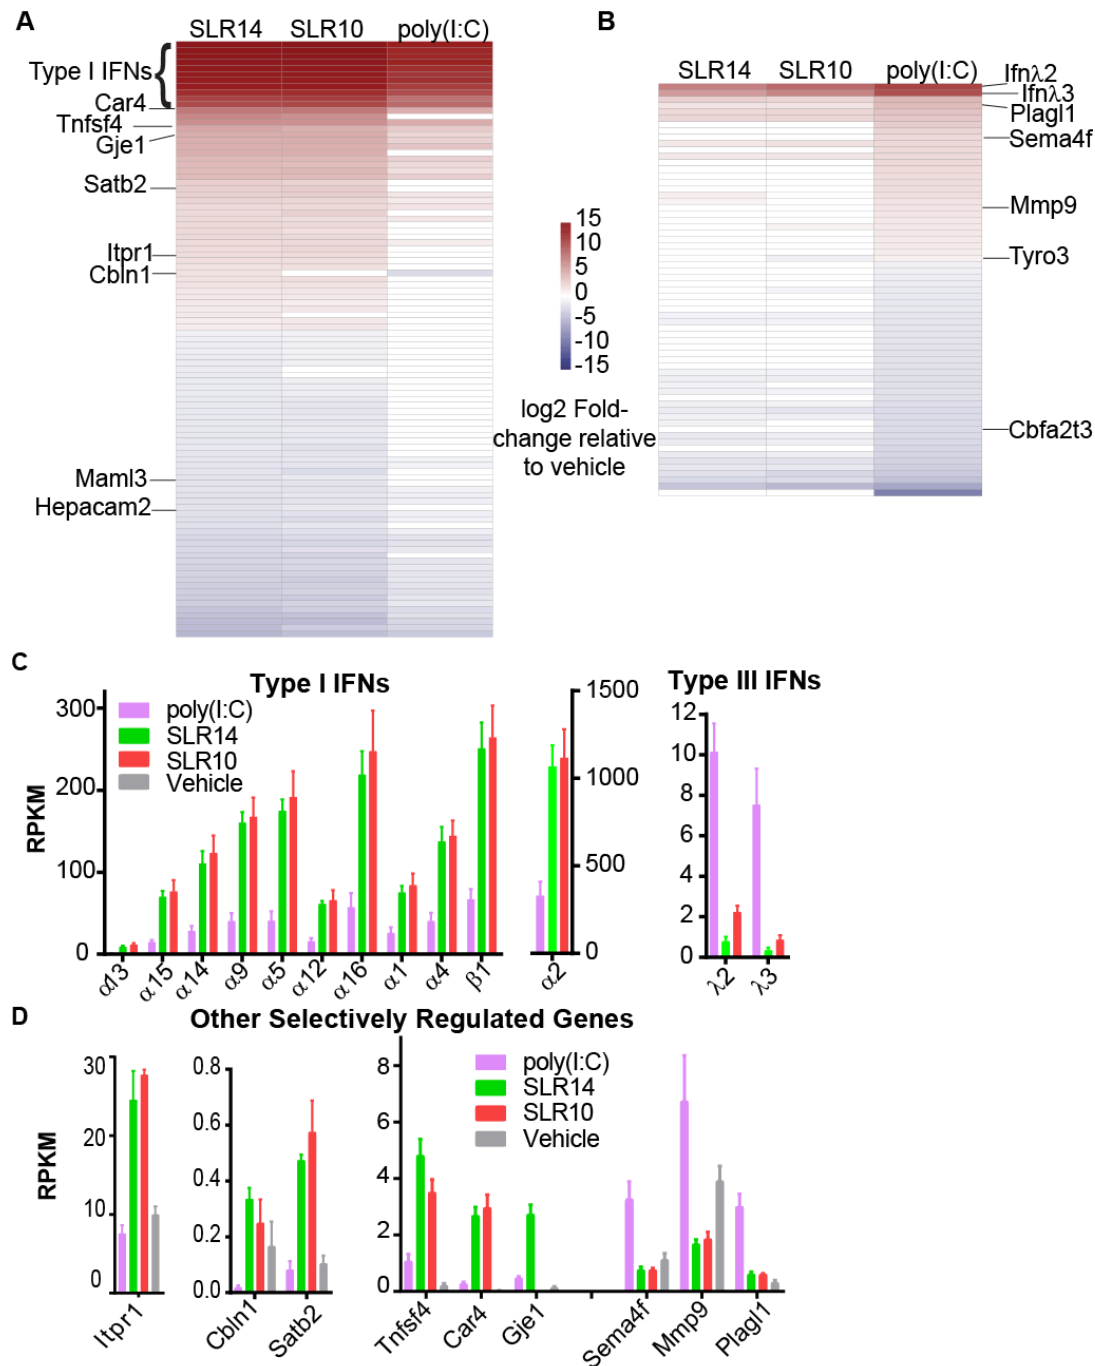 A
SLR14 SLR10 poly(I:C)
Type I IFNs
{
Car4
Tnfsf4
Gje1
Satb2
Itpr1
Cbln1
Maml3
Hepacam2
15
10
5
0
-5
-10
-15
log2 Fold-
change relative
to vehicle
B
SLR14 SLR10 poly(I:C)
Ifnλ2
Ifnλ3
Plagl1
Sema4f
Mmp9
Tyro3
Cbfa2t3
C
Type I IFNs
RPKM
300
200
100
0
poly(I:C)
SLR14
SLR10
Vehicle
α13 α15 α14 α9 α5 α12 α16 α1 α4 β1
1500
1000
500
0
α2
Type III IFNs
12
10
8
6
4
2
0
λ2 λ3
D
Other Selectively Regulated Genes
RPKM
30
20
10
0
Itpr1
0.8
0.6
0.4
0.2
0.0
Cbln1 Satb2
8
6
4
2
0
poly(I:C)
SLR14
SLR10
Vehicle
Tnfsf4 Car4 Gje1 Sema4f Mmp9 Plagl1